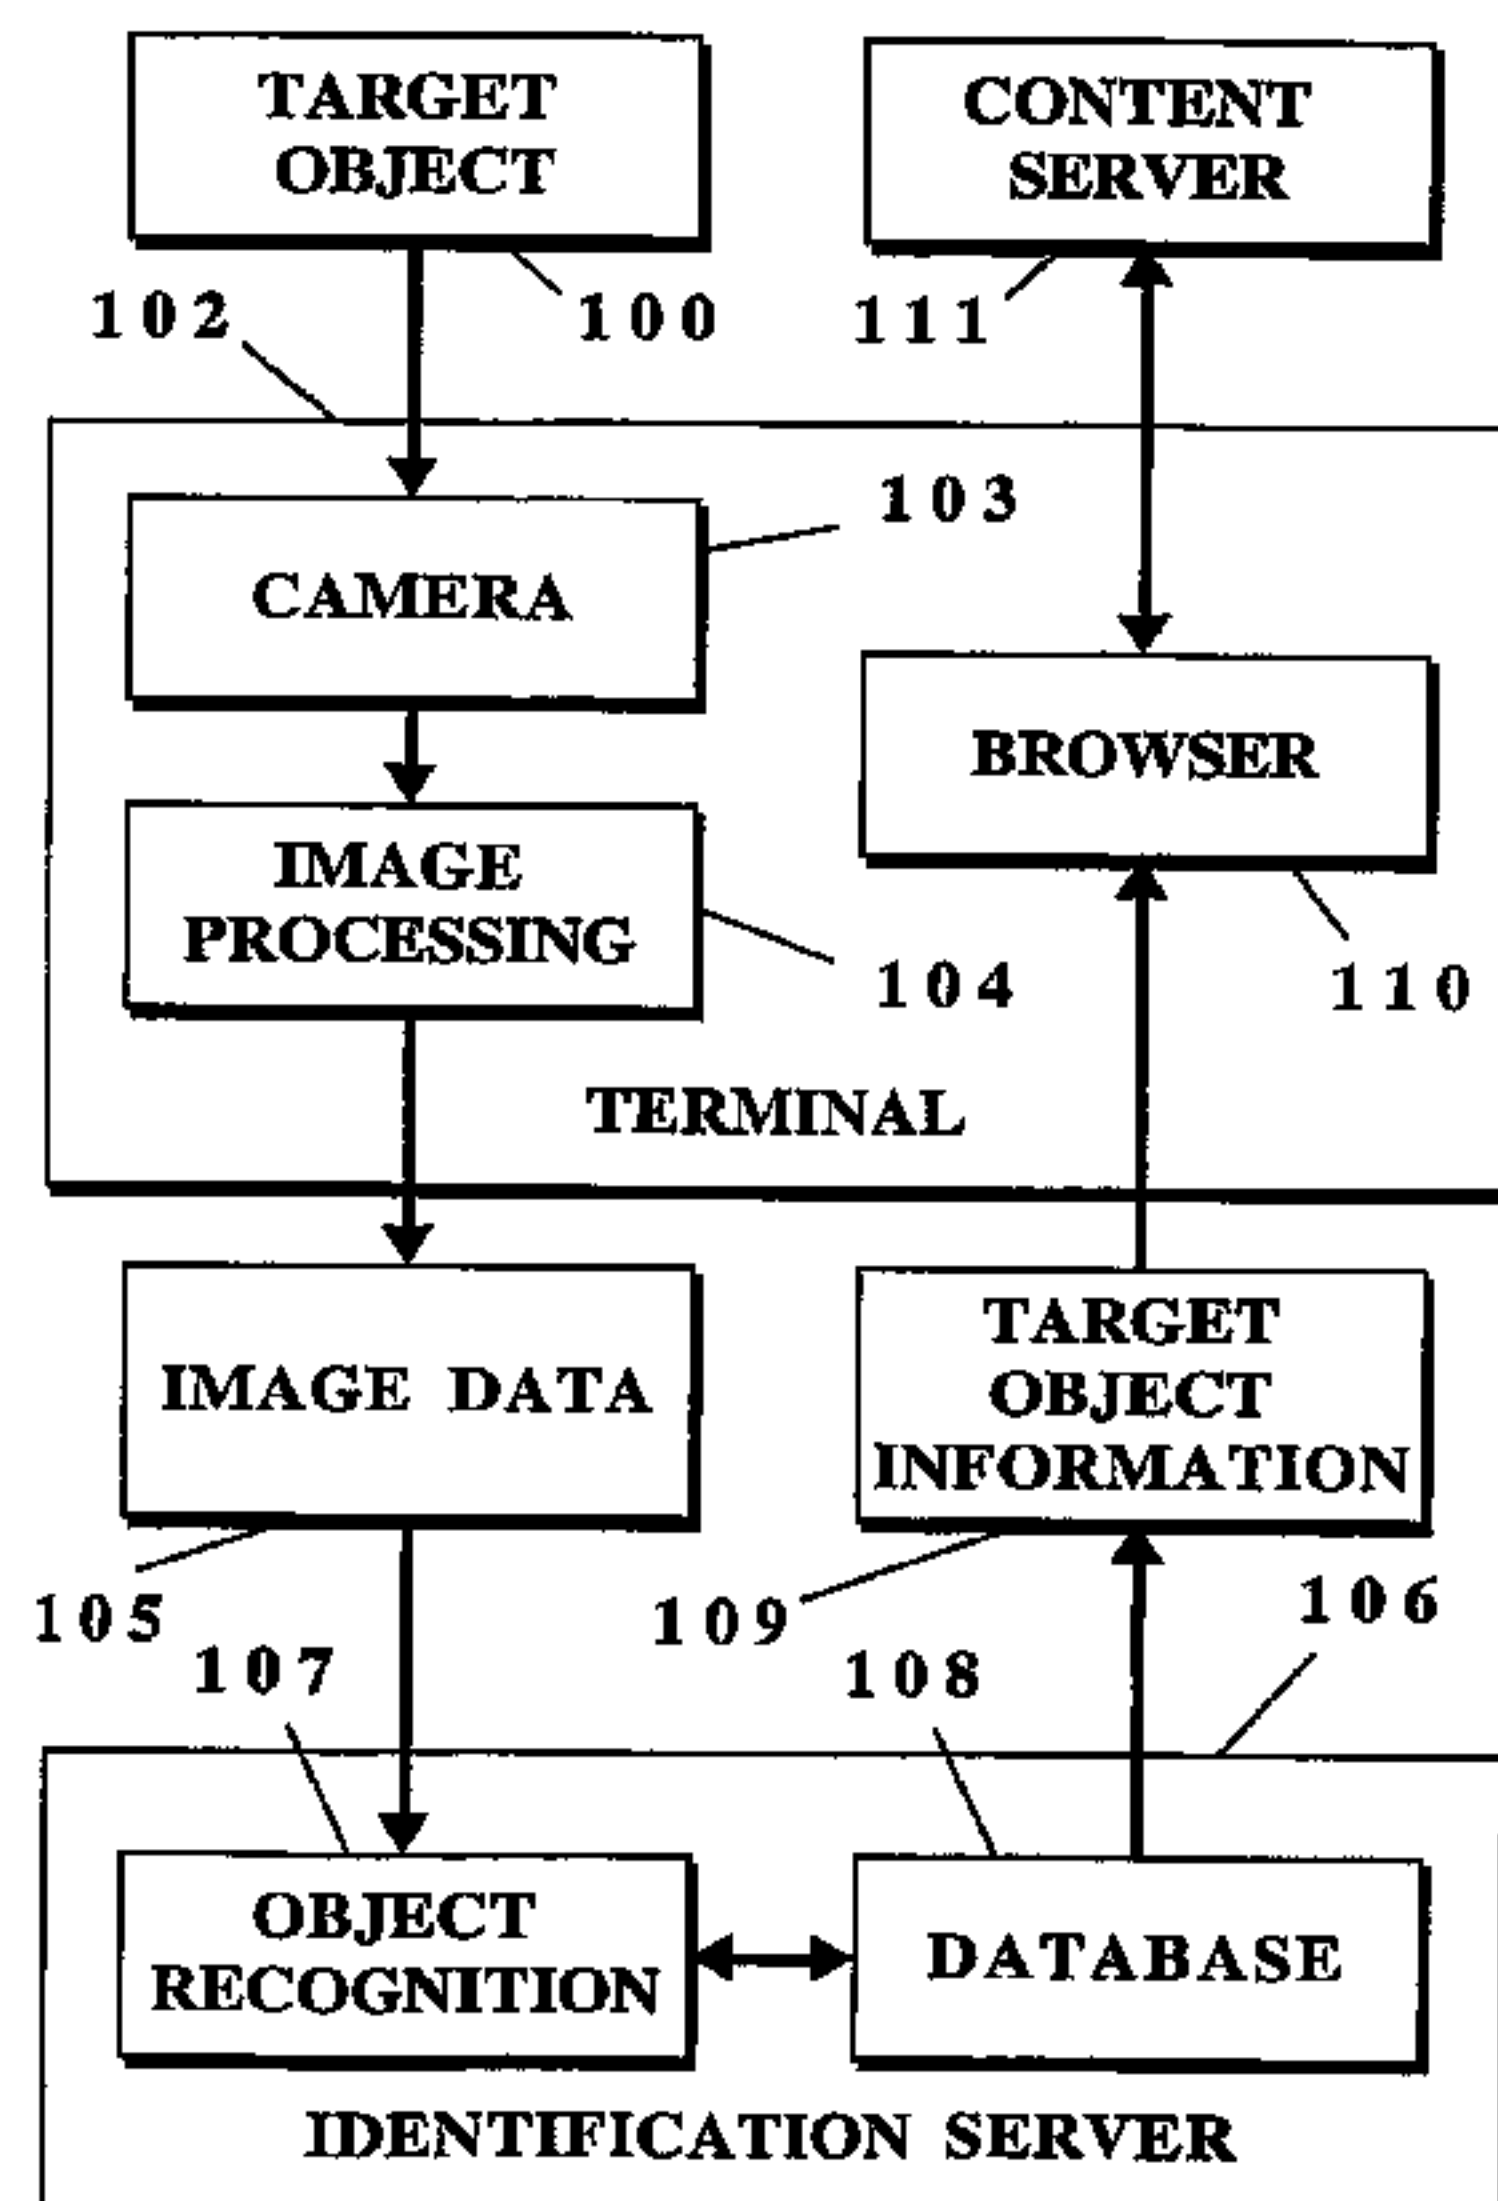 TARGET
OBJECT
CONTENT
SERVER
102
100
111
103
CAMERA
BROWSER
IMAGE
PROCESSING
104
110
TERMINAL
IMAGE DATA
TARGET
OBJECT
INFORMATION
105
109
106
107
108
OBJECT
RECOGNITION
DATABASE
IDENTIFICATION SERVER